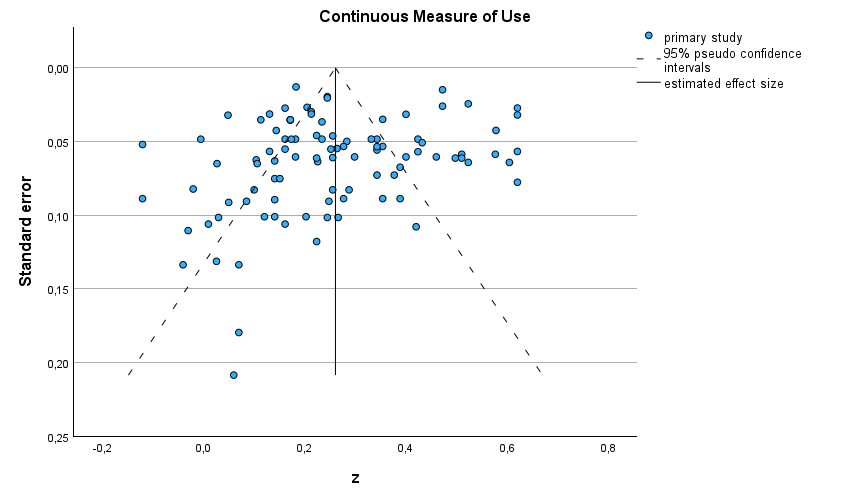 Continuous Measure of Use
primary study
95% pseudo confidence
intervals
estimated effect size
Standard error
0,00
0,05
0,10
0,15
0,20
0,25
-0,2
0,0
0,2
0,4
0,6
0,8
z